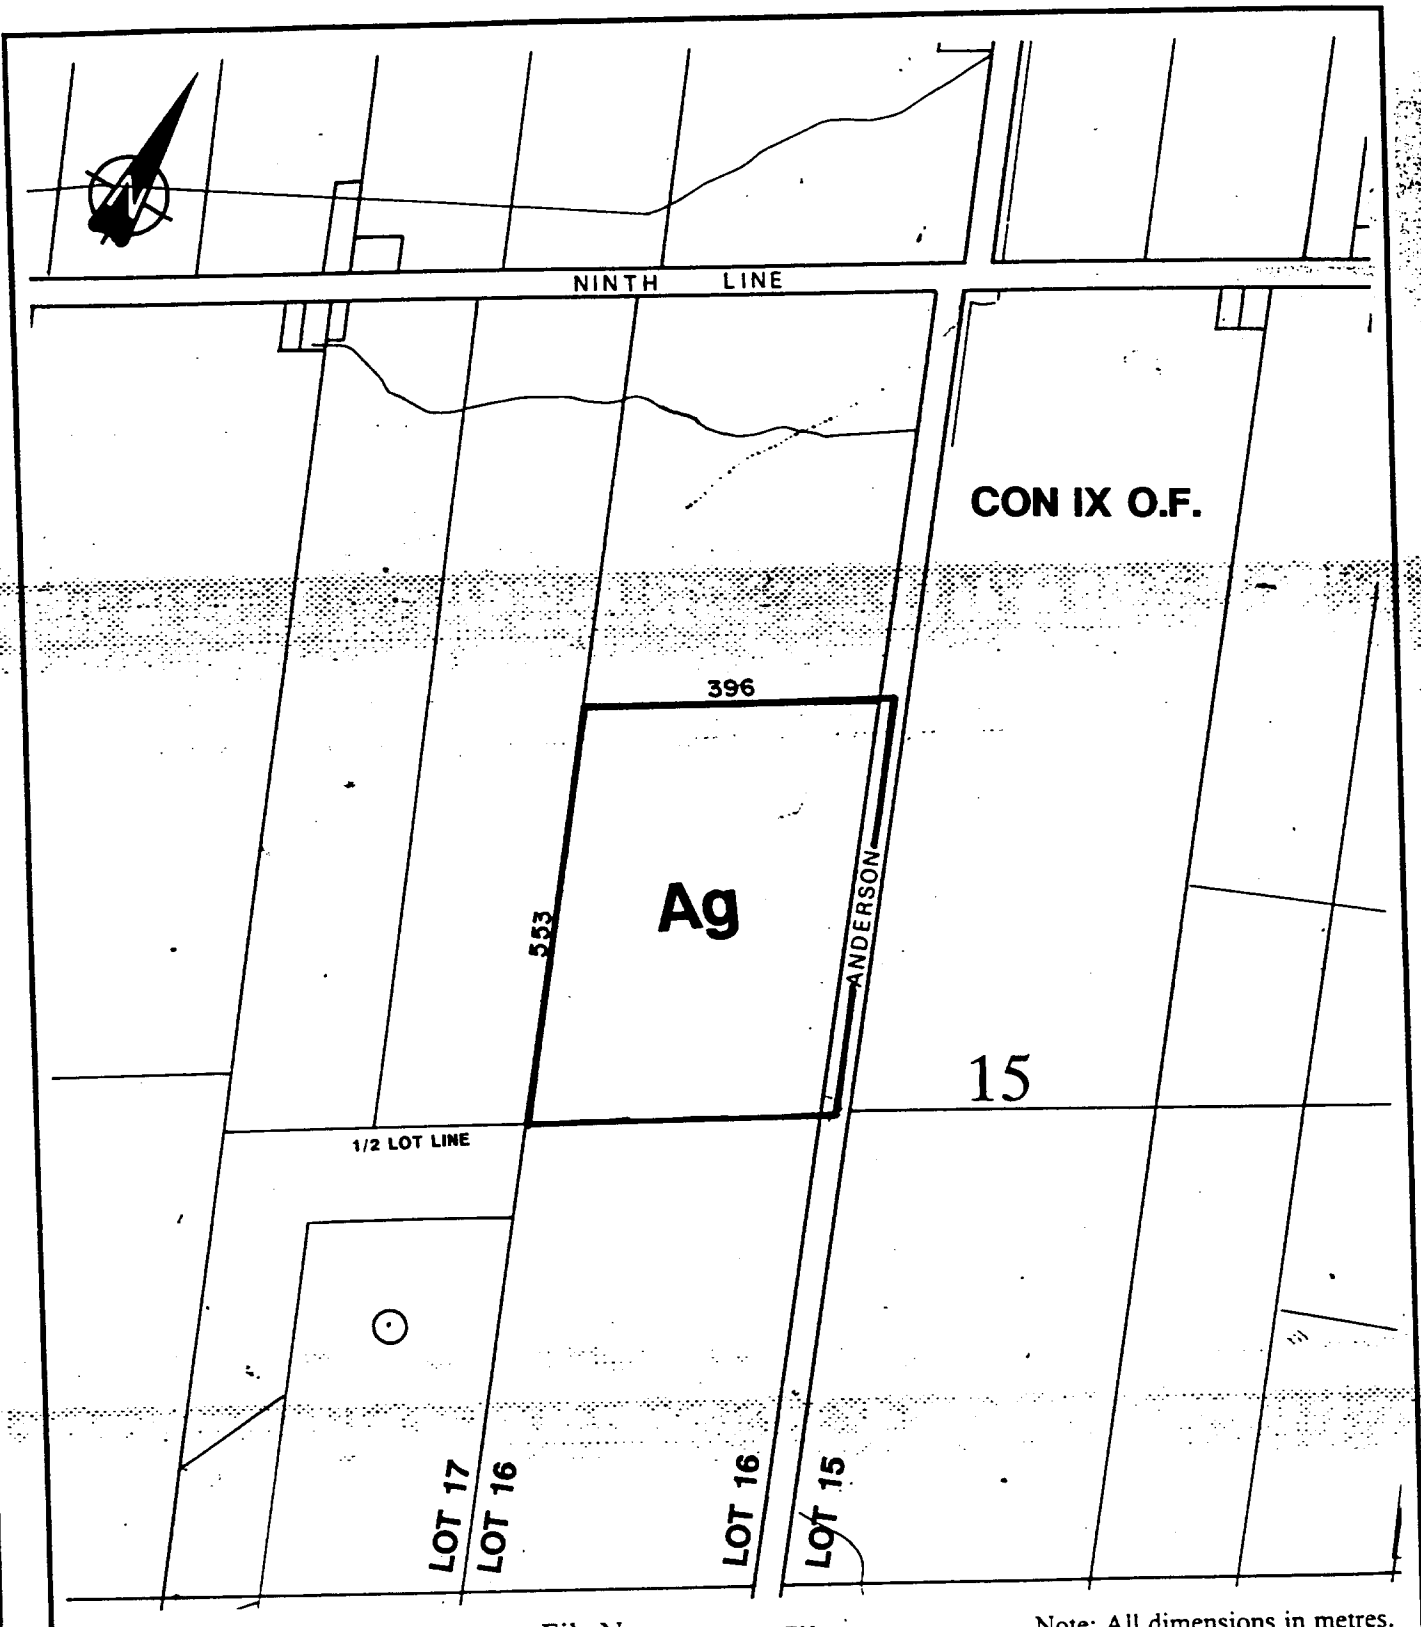 N
NINTH LINE
CON IX O.F.
396
Ag
553
ANDERSON
15
1/2 LOT LINE
LOT 17
LOT 16
LOT 16
LOT 15
Note: All dimensions in metres.